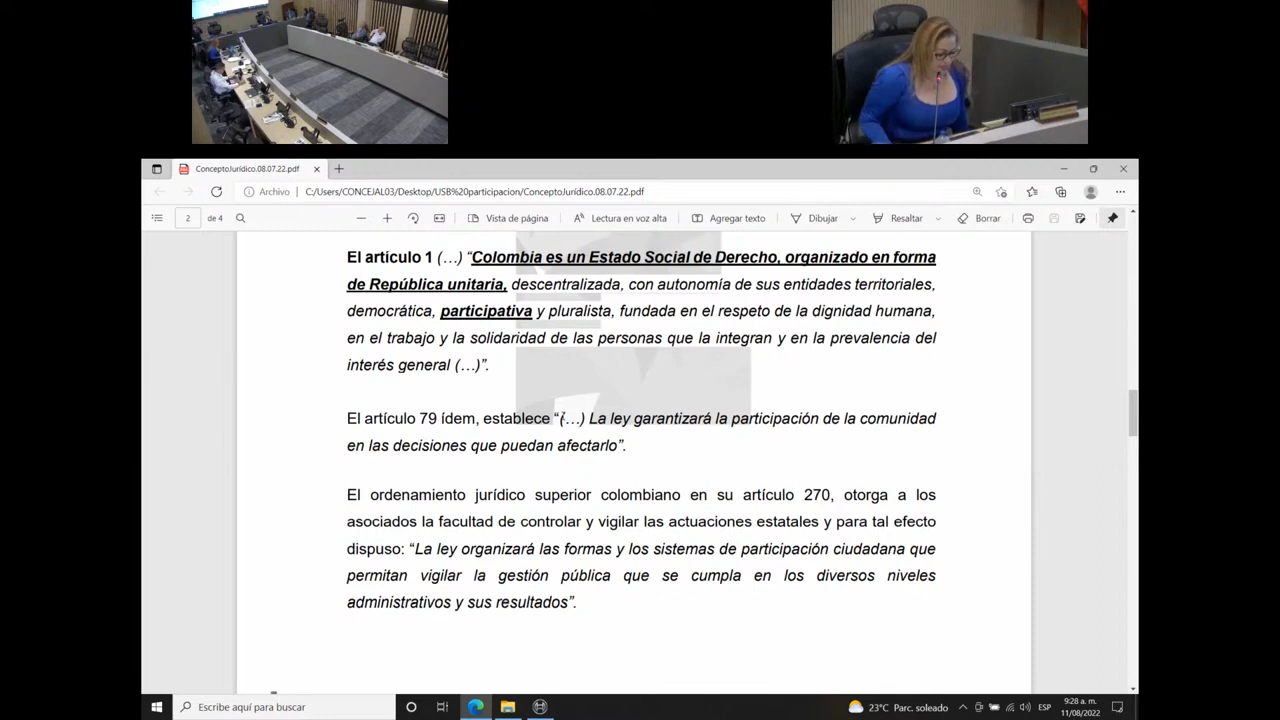 ConceptoJurídico.08.07.22.pdf
Archivo C:/Users/CONCEJAL03/Desktop/USB%20participacion/ConceptoJurídico.08.07.22.pdf
2 de 4 Vista de página Lectura en voz alta Agregar texto Dibujar Resaltar Borrar
El artículo 1 (…) “Colombia es un Estado Social de Derecho, organizado en forma
de República unitaria, descentralizada, con autonomía de sus entidades territoriales,
democrática, participativa y pluralista, fundada en el respeto de la dignidad humana,
en el trabajo y la solidaridad de las personas que la integran y en la prevalencia del
interés general (…)”.
El artículo 79 ídem, establece “(…) La ley garantizará la participación de la comunidad
en las decisiones que puedan afectarlo”.
El ordenamiento jurídico superior colombiano en su artículo 270, otorga a los
asociados la facultad de controlar y vigilar las actuaciones estatales y para tal efecto
dispuso: “La ley organizará las formas y los sistemas de participación ciudadana que
permitan vigilar la gestión pública que se cumpla en los diversos niveles
administrativos y sus resultados”.
Escribe aquí para buscar
23°C Parc. soleado
ESP
9:28 a. m.
11/08/2022